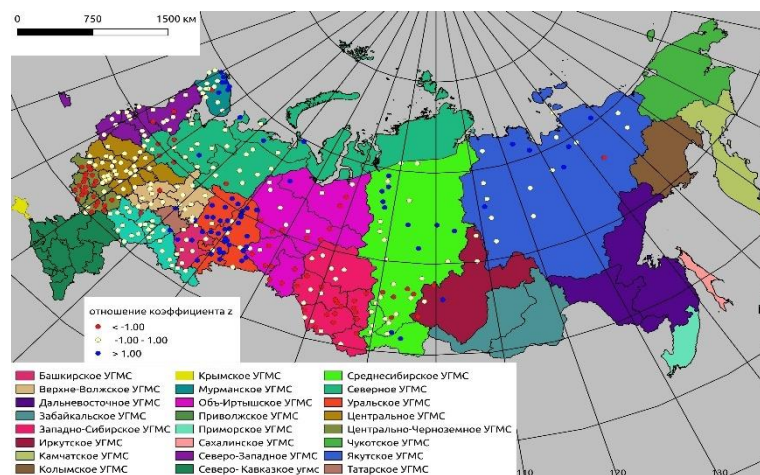 0 750 1500 km
отношение коэффициента z
< -1.00
-1.00 - 1.00
> 1.00
Башкирское УГМС
Верхне-Волжское УГМС
Дальневосточное УГМС
Забайкальское УГМС
Западно-Сибирское УГМС
Иркутское УГМС
Камчатское УГМС
Колымское УГМС
Крымское УГМС
Мурманское УГМС
Объ-Иртышское УГМС
Приволжское УГМС
Приморское УГМС
Сахалинское УГМС
Северо-Западное УГМС
Северо- Кавказское угмс
Среднесибирское УГМС
Северное УГМС
Уральское УГМС
Центральное УГМС
Центрально-Черноземное УГМС
Чукотское УГМС
Якутское УГМС
Татарское УГМС
110
120
130